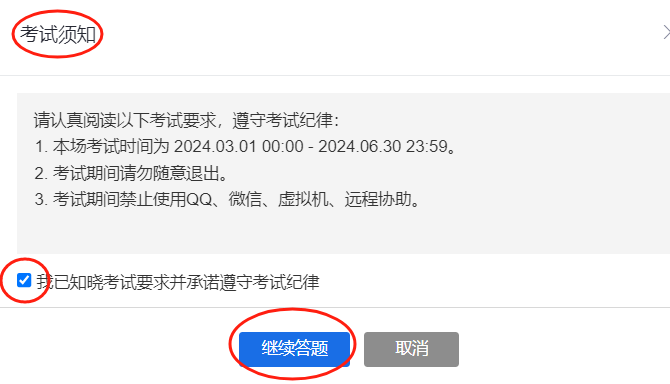 考试须知
请认真阅读以下考试要求，遵守考试纪律：
1. 本场考试时间为 2024.03.01 00:00 - 2024.06.30 23:59。
2. 考试期间请勿随意退出。
3. 考试期间禁止使用QQ、微信、虚拟机、远程协助。
我已知晓考试要求并承诺遵守考试纪律
继续答题
取消